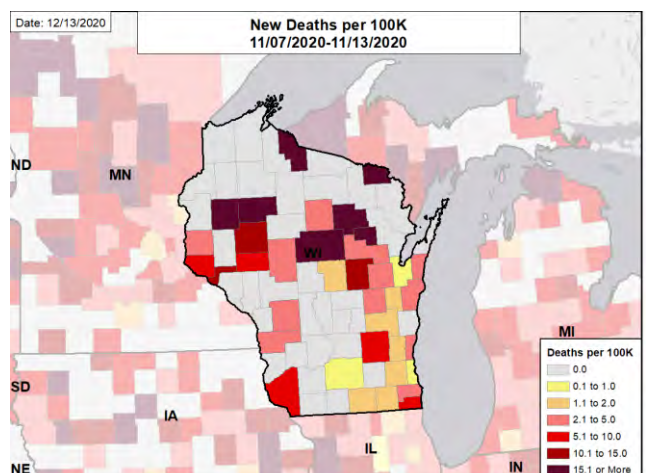 Date: 12/13/2020
New Deaths per 100K
11/07/2020-11/13/2020
ND
MN
WI
MI
SD
IA
NE
IL
IN
Deaths per 100K
0.0
0.1 to 1.0
1.1 to 2.0
2.1 to 5.0
5.1 to 10.0
10.1 to 15.0
15.1 or More